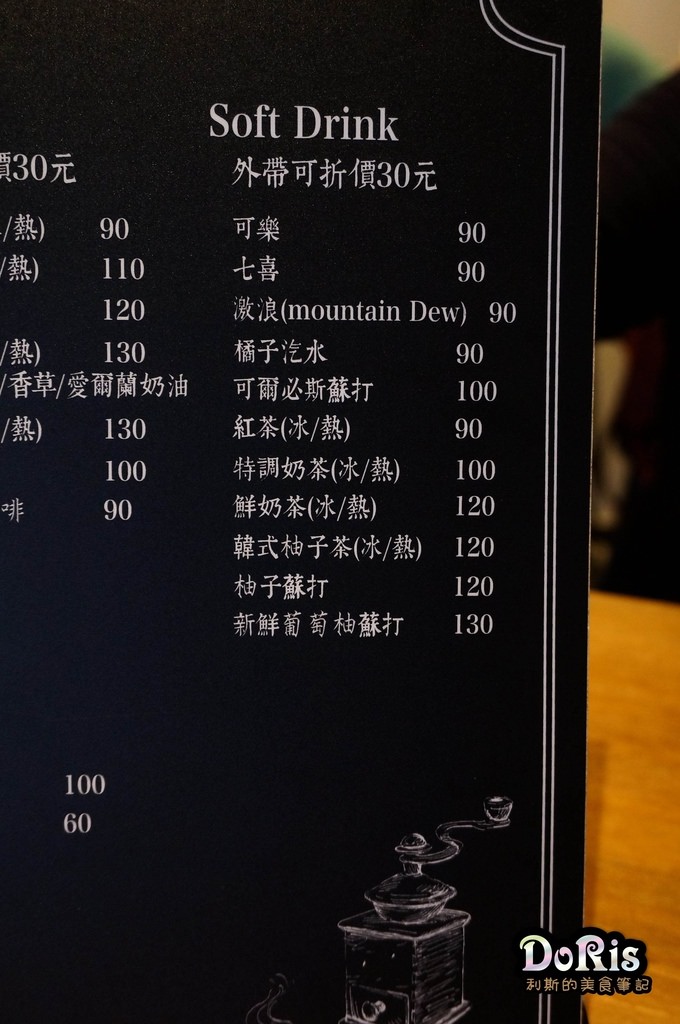 價30元
/熱) 90
/熱) 110
120
/熱) 130
/香草/愛爾蘭奶油
/熱) 130
100
啡 90
100
60
Soft Drink
外帶可折價30元
可樂 90
七喜 90
激浪(mountain Dew) 90
橘子汽水 90
可爾必斯蘇打 100
紅茶(冰/熱) 90
特調奶茶(冰/熱) 100
鮮奶茶(冰/熱) 120
韓式柚子茶(冰/熱) 120
柚子蘇打 120
新鮮葡萄柚蘇打 130
DoRis
利斯的美食筆記